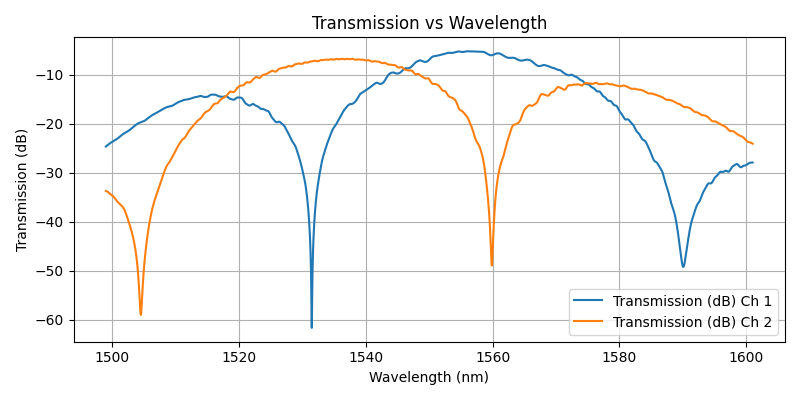 Transmission vs Wavelength
Transmission (dB)
−10
−20
−30
−40
−50
−60
1500
1520
1540
1560
1580
1600
Wavelength (nm)
Transmission (dB) Ch 1
Transmission (dB) Ch 2